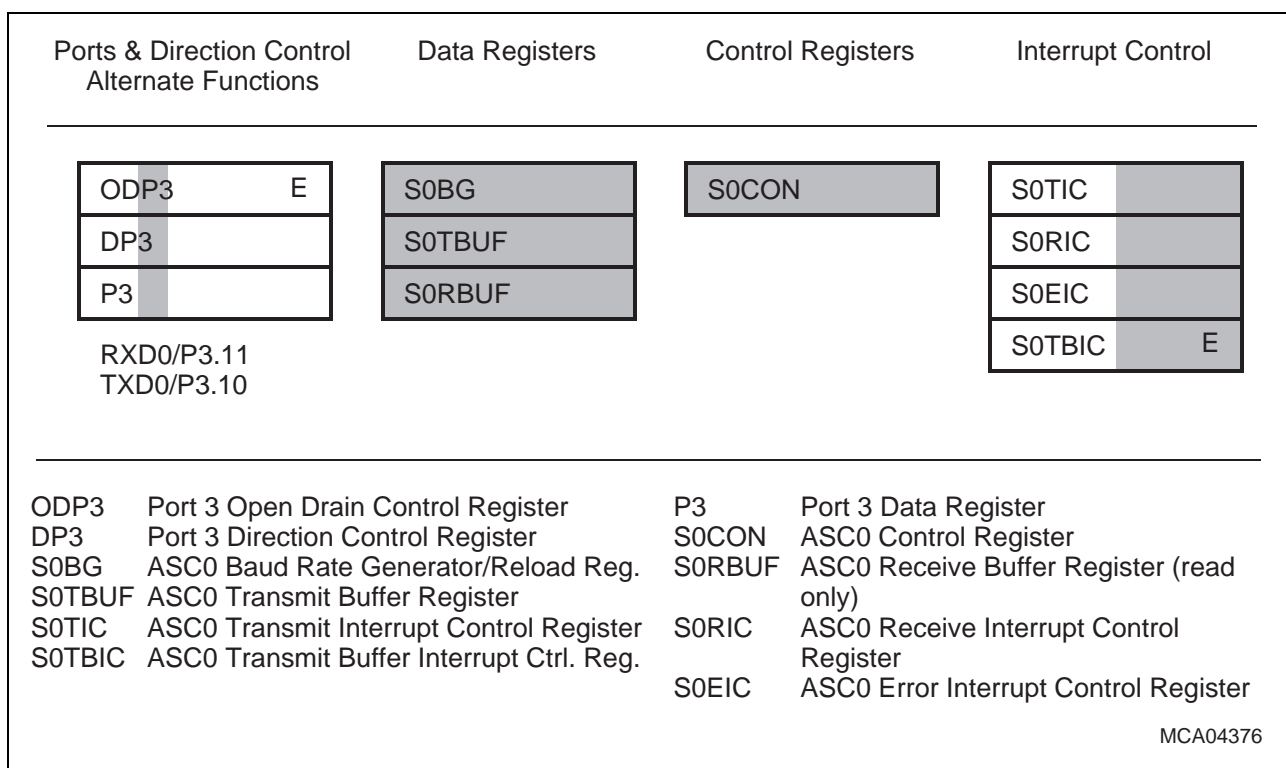 Ports & Direction Control
Alternate Functions
Data Registers
Control Registers
Interrupt Control
ODP3 E
DP3
P3
RXD0/P3.11
TXD0/P3.10
S0BG
S0TBUF
S0RBUF
S0CON
S0TIC
S0RIC
S0EIC
S0TBIC E
ODP3 Port 3 Open Drain Control Register
DP3 Port 3 Direction Control Register
S0BG ASC0 Baud Rate Generator/Reload Reg.
S0TBUF ASC0 Transmit Buffer Register
S0TIC ASC0 Transmit Interrupt Control Register
S0TBIC ASC0 Transmit Buffer Interrupt Ctrl. Reg.
P3 Port 3 Data Register
S0CON ASC0 Control Register
S0RBUF ASC0 Receive Buffer Register (read
only)
S0RIC ASC0 Receive Interrupt Control
Register
S0EIC ASC0 Error Interrupt Control Register
MCA04376